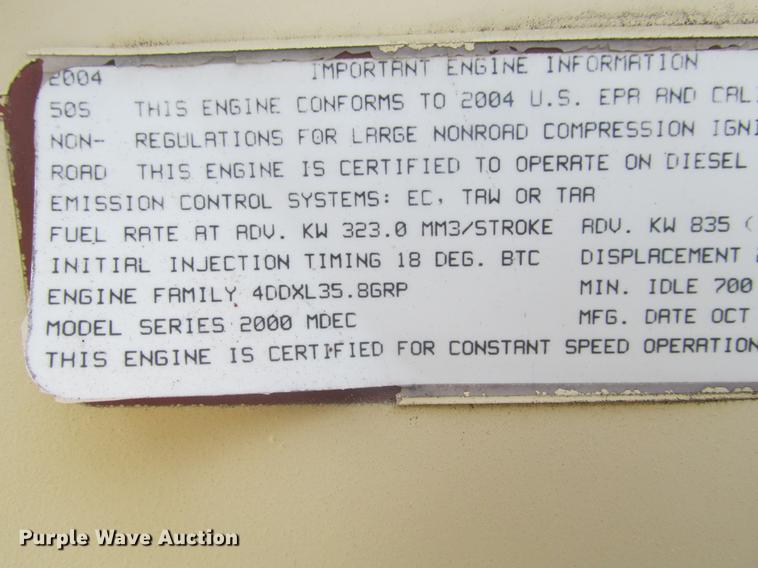 2004 IMPORTANT ENGINE INFORMATION
50S THIS ENGINE CONFORMS TO 2004 U.S. EPA AND CALI
NON- REGULATIONS FOR LARGE NONROAD COMPRESSION IGNI
ROAD THIS ENGINE IS CERTIFIED TO OPERATE ON DIESEL
EMISSION CONTROL SYSTEMS: EC, TAW OR TAA
FUEL RATE AT ADV. KW 323.0 MM3/STROKE ADV. KW 835 (
INITIAL INJECTION TIMING 18 DEG. BTC DISPLACEMENT
ENGINE FAMILY 4DDXL35.8GRP MIN. IDLE 700
MODEL SERIES 2000 MDEC MFG. DATE OCT
THIS ENGINE IS CERTIFIED FOR CONSTANT SPEED OPERATION
Purple Wave Auction